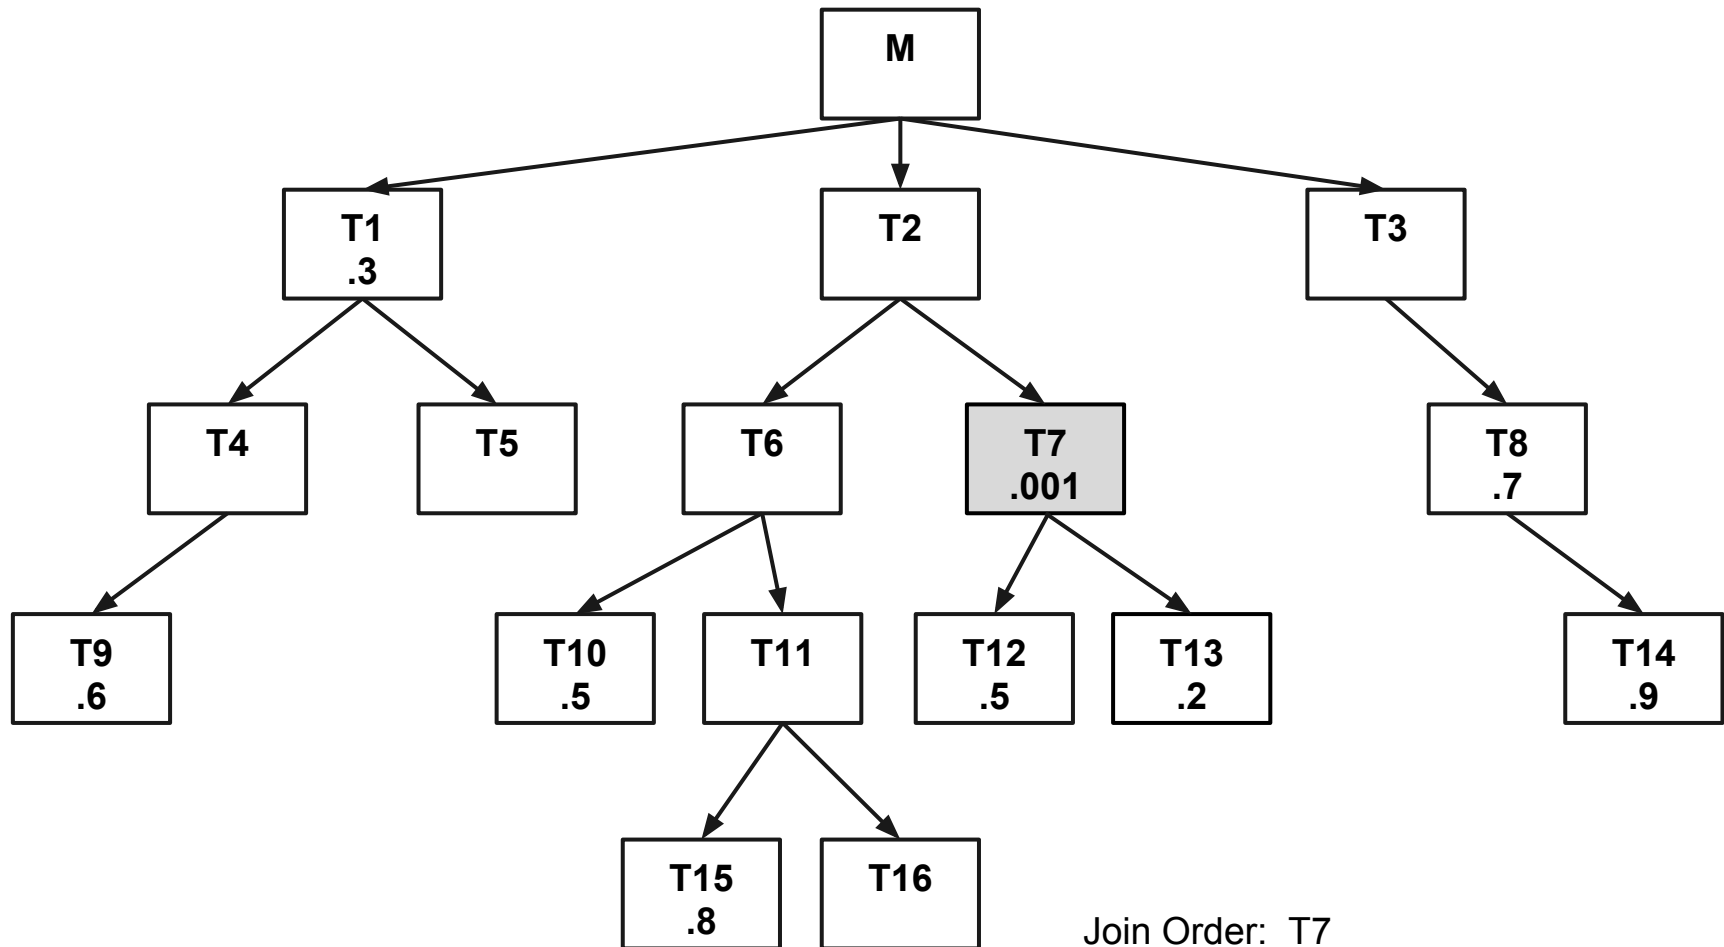 M
T1
.3
T2
T3
T4
T5
T6
T7
.001
T8
.7
T9
.6
T10
.5
T11
T12
.5
T13
.2
T14
.9
T15
.8
T16
Join Order: T7